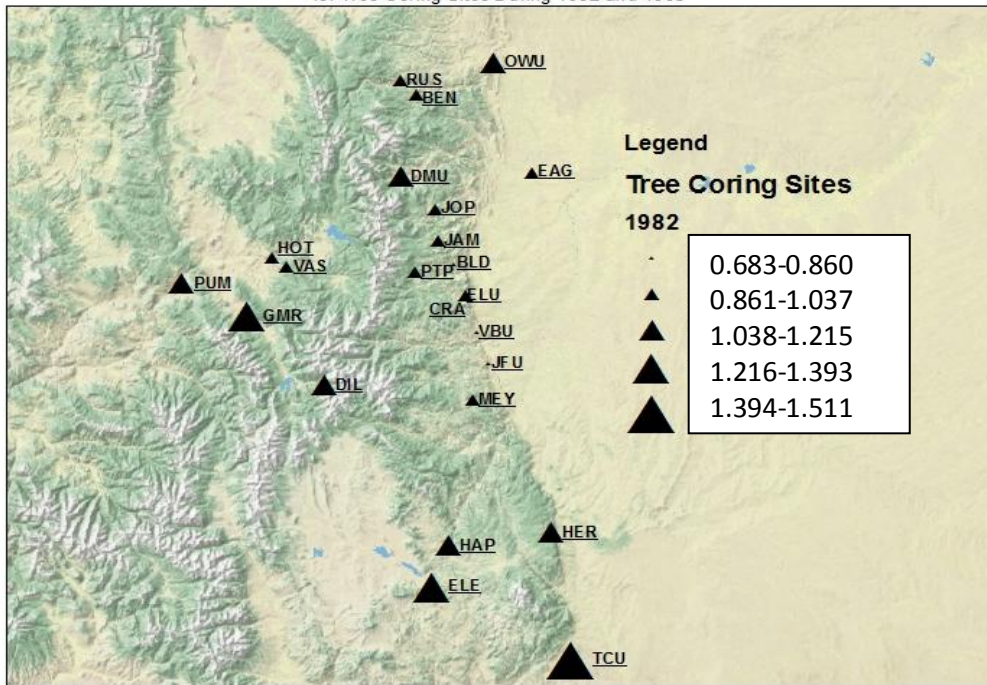 OWU
RUS
BEN
Legend
EAG
Tree Coring Sites
DMU
JOP
1982
JAM
HOT
BLD
VAS
PTP
0.683-0.860
PUM
ELU
0.861-1.037
CRA
GMR
VBU
1.038-1.215
JFU
1.216-1.393
DIL
MEY
1.394-1.511
HER
HAP
ELE
TCU